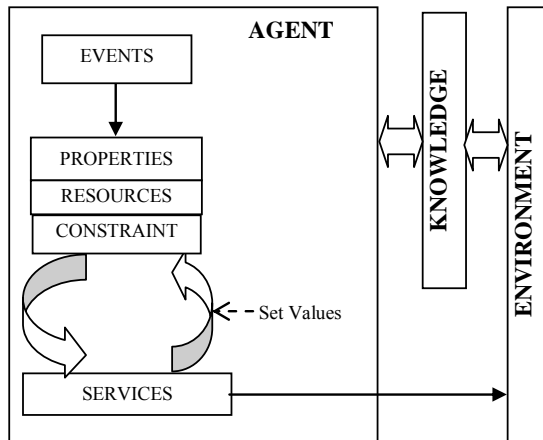 AGENT
EVENTS
PROPERTIES
RESOURCES
CONSTRAINT
Set Values
SERVICES
KNOWLEDGE
ENVIRONMENT